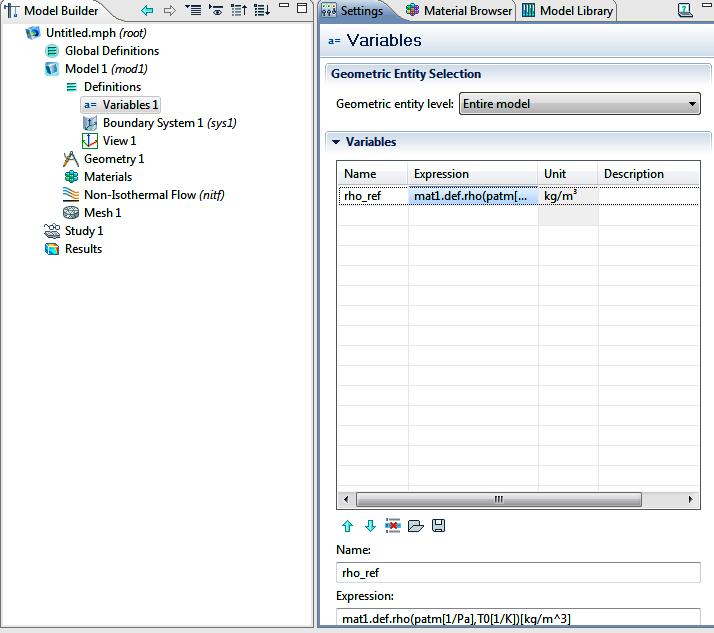 Model Builder
Untitled.mph (root)
Global Definitions
Model 1 (mod1)
Definitions
a= Variables 1
Boundary System 1 (sys1)
View 1
Geometry 1
Materials
Non-Isothermal Flow (nitf)
Mesh 1
Study 1
Results
Settings Material Browser Model Library
a= Variables
Geometric Entity Selection
Geometric entity level: Entire model
Variables
Name Expression Unit Description
rho_ref mat1.def.rho(patm[... kg/m³
Name:
rho_ref
Expression:
mat1.def.rho(patm[1/Pa],T0[1/K])[kg/m^3]